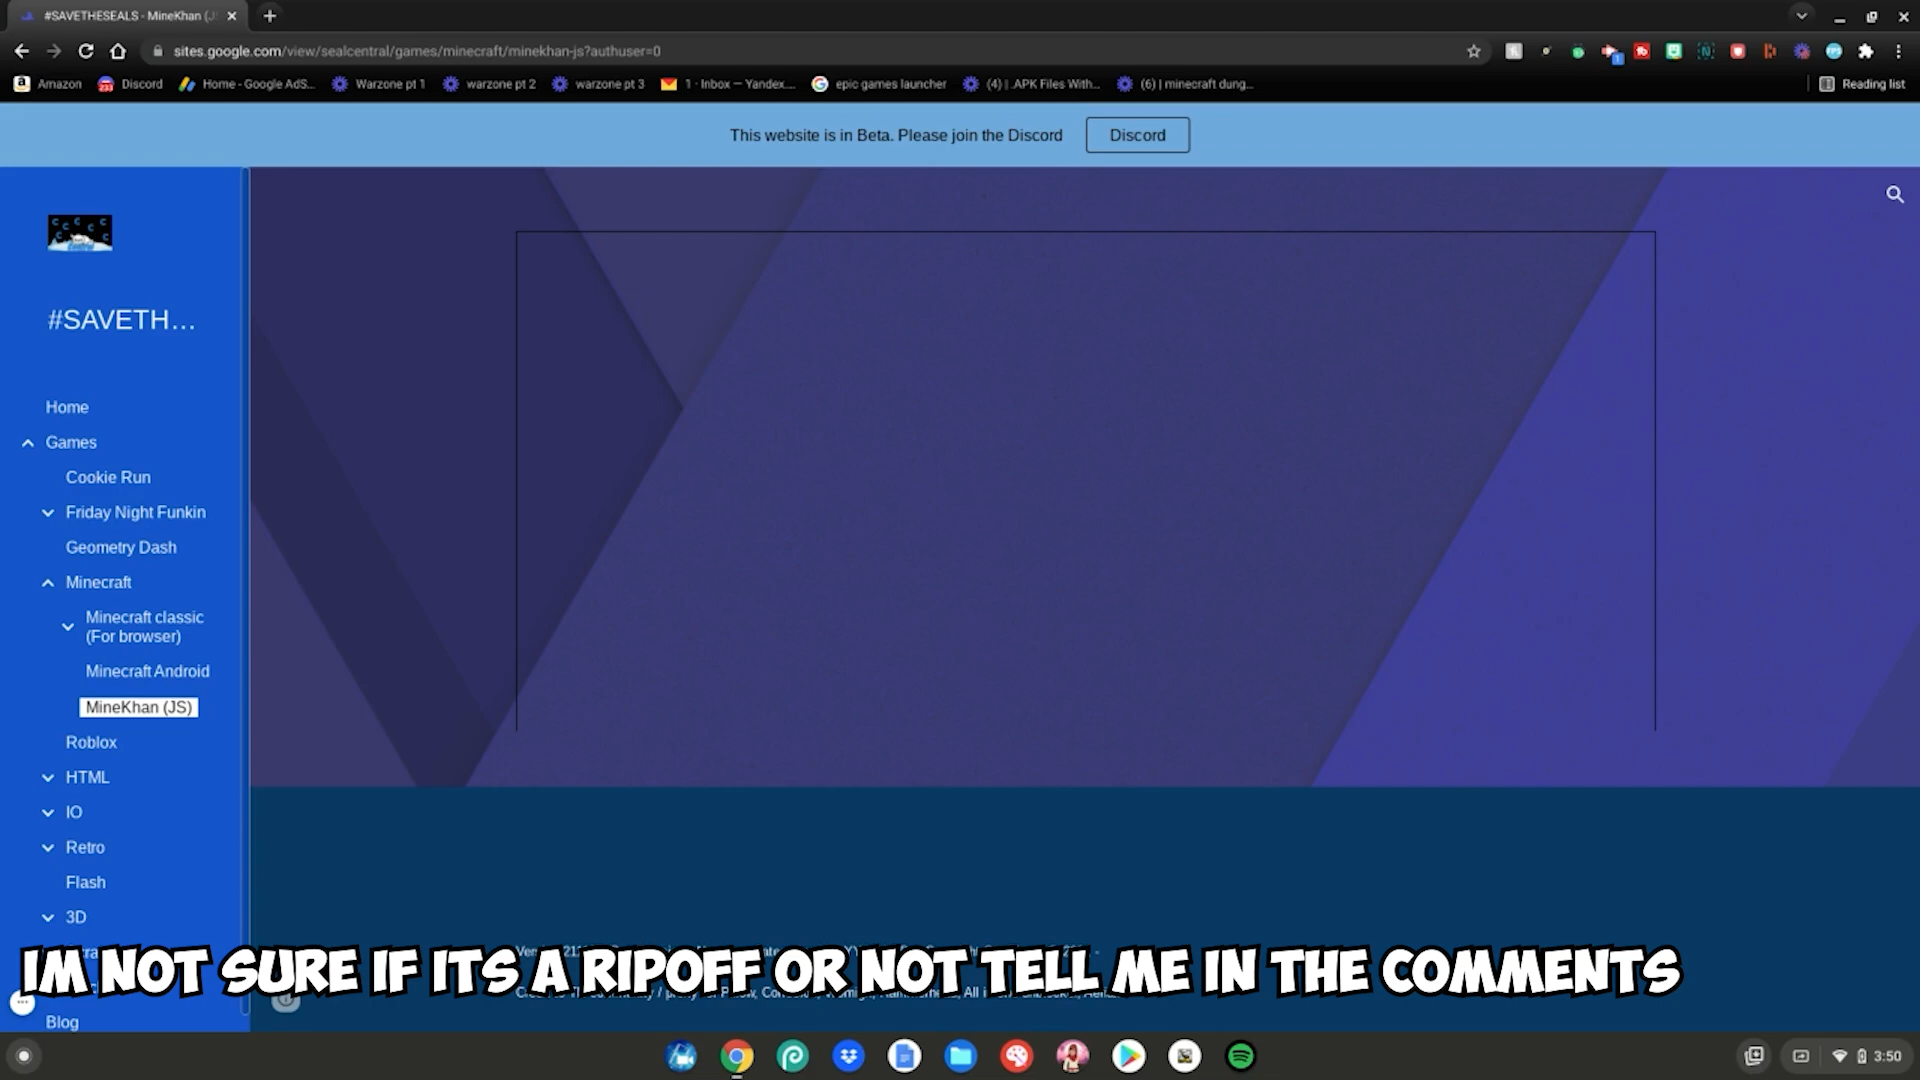 #SAVETHESEALS - MineKhan (J
sites.google.com/view/sealcentral/games/minecraft/minekhan-js?authuser=0
Amazon
Discord
Home - Google AdS...
Warzone pt 1
warzone pt 2
warzone pt 3
1 · Inbox — Yandex....
epic games launcher
(4) | .APK Files With...
(6) | minecraft dung...
Reading list
This website is in Beta. Please join the Discord
Discord
#SAVETH...
Home
Games
Cookie Run
Friday Night Funkin
Geometry Dash
Minecraft
Minecraft classic
(For browser)
Minecraft Android
MineKhan (JS)
Roblox
HTML
IO
Retro
Flash
3D
IM NOT SURE IF ITS A RIPOFF OR NOT TELL ME IN THE COMMENTS
Blog
3:50